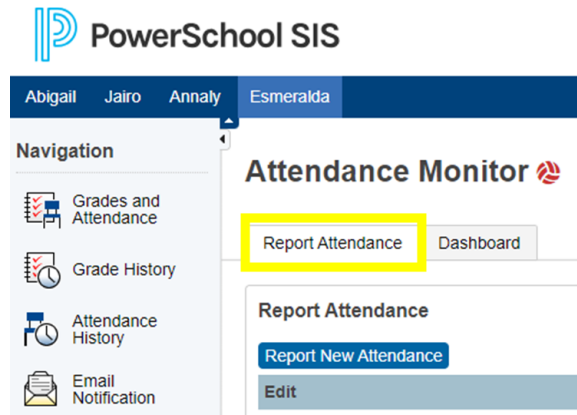 PowerSchool SIS
Abigail Jairo Annaly Esmeralda
Navigation
Grades and
Attendance
Grade History
Attendance
History
Email
Notification
Attendance Monitor
Report Attendance Dashboard
Report Attendance
Report New Attendance
Edit